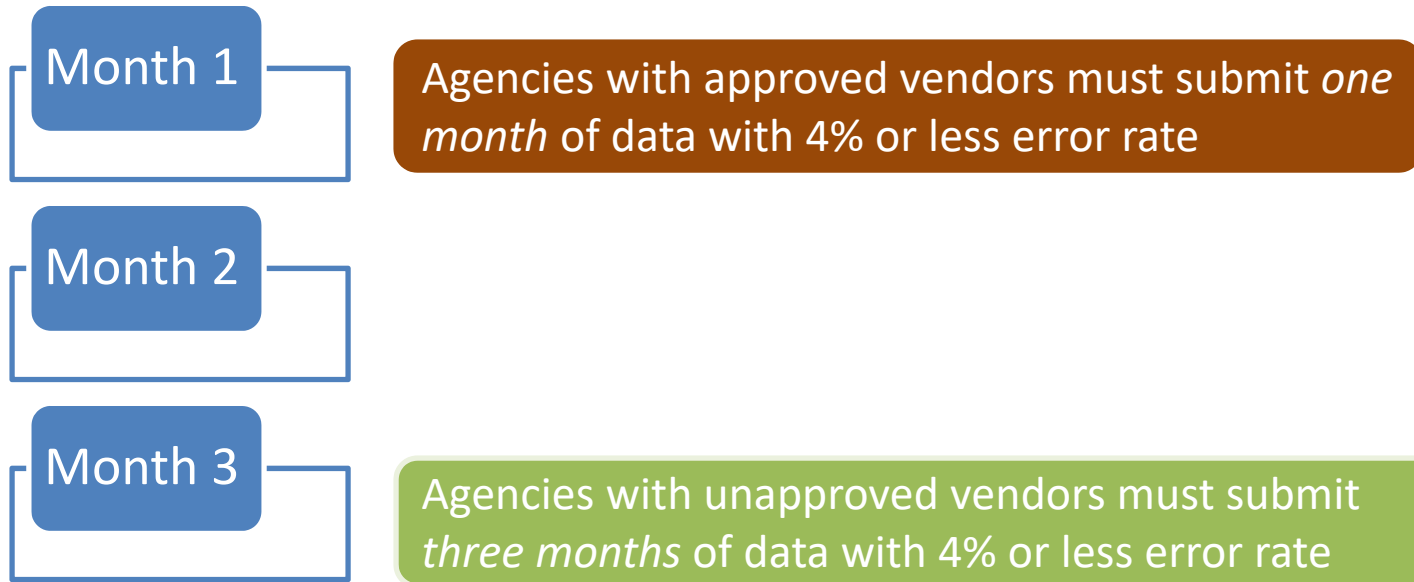 Month 1
Agencies with approved vendors must submit one
month of data with 4% or less error rate
Month 2
Month 3
Agencies with unapproved vendors must submit
three months of data with 4% or less error rate